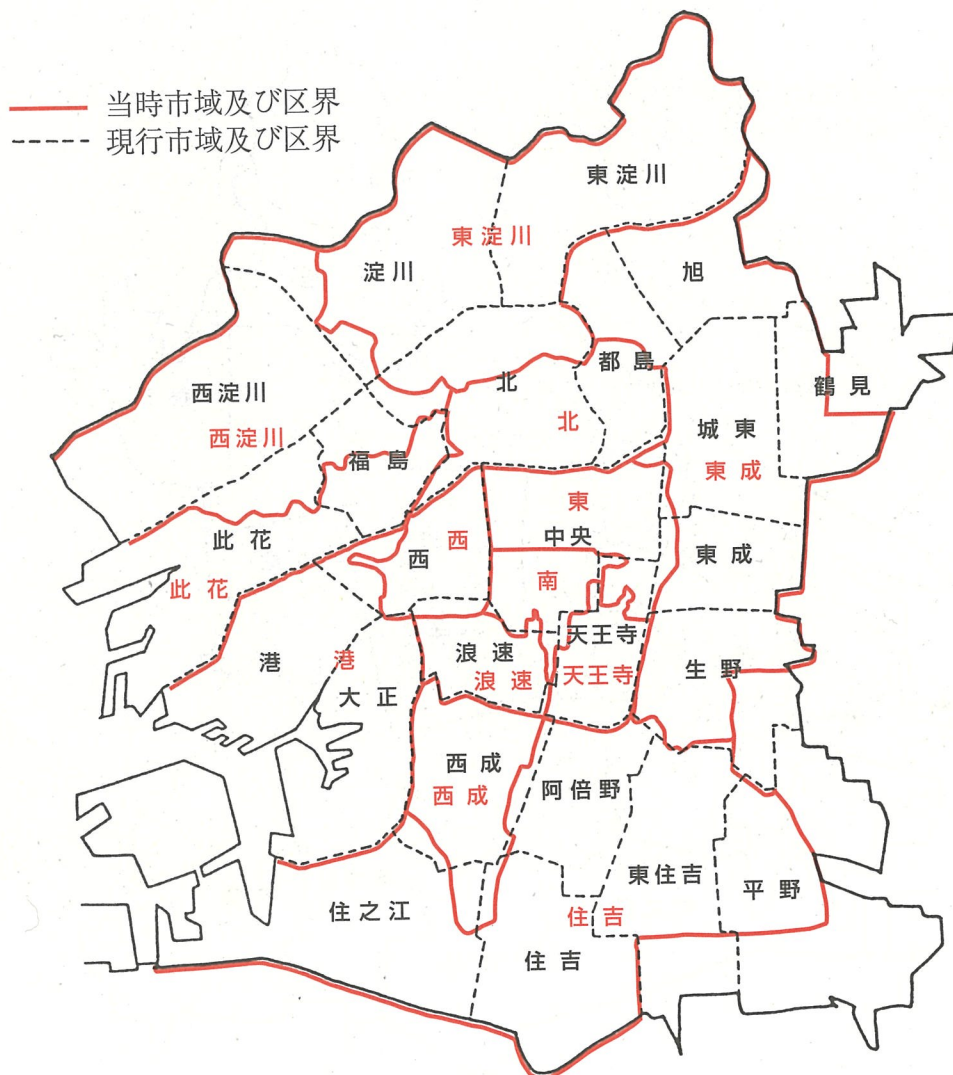 当時市域及び区界
現行市域及び区界
東淀川
東淀川
淀川
旭
都島
鶴見
北
西淀川
北
城東
西淀川
福島
東成
東
此花
中央
西
西
東成
此花
南
天王寺
浪速
港
港
天王寺
生野
浪速
大正
西成
阿倍野
西成
東住吉
平野
住之江
住吉
住吉